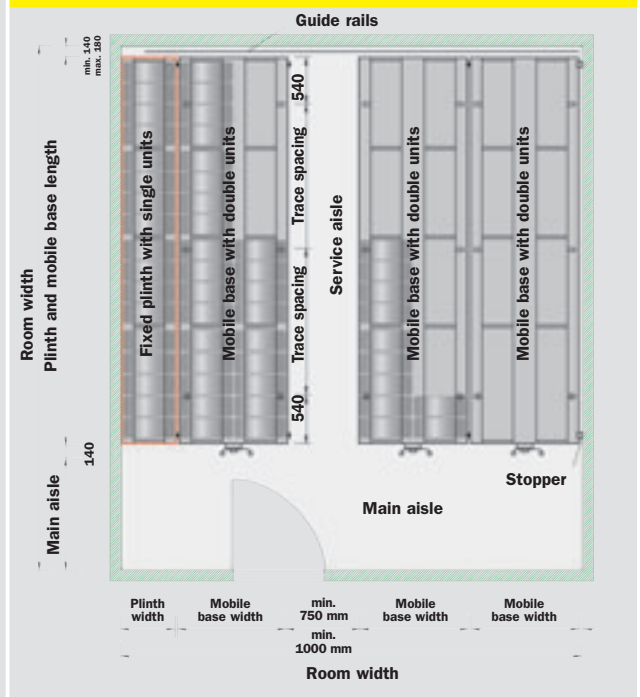 Guide rails
min. 140
max. 180
Room width
Plinth and mobile base length
140
Main aisle
Fixed plinth with single units
Mobile base with double units
540
Trace spacing
Trace spacing
540
Service aisle
Mobile base with double units
Mobile base with double units
Stopper
Main aisle
Plinth
width
Mobile
base width
min.
750 mm
Mobile
base width
Mobile
base width
min.
1000 mm
Room width